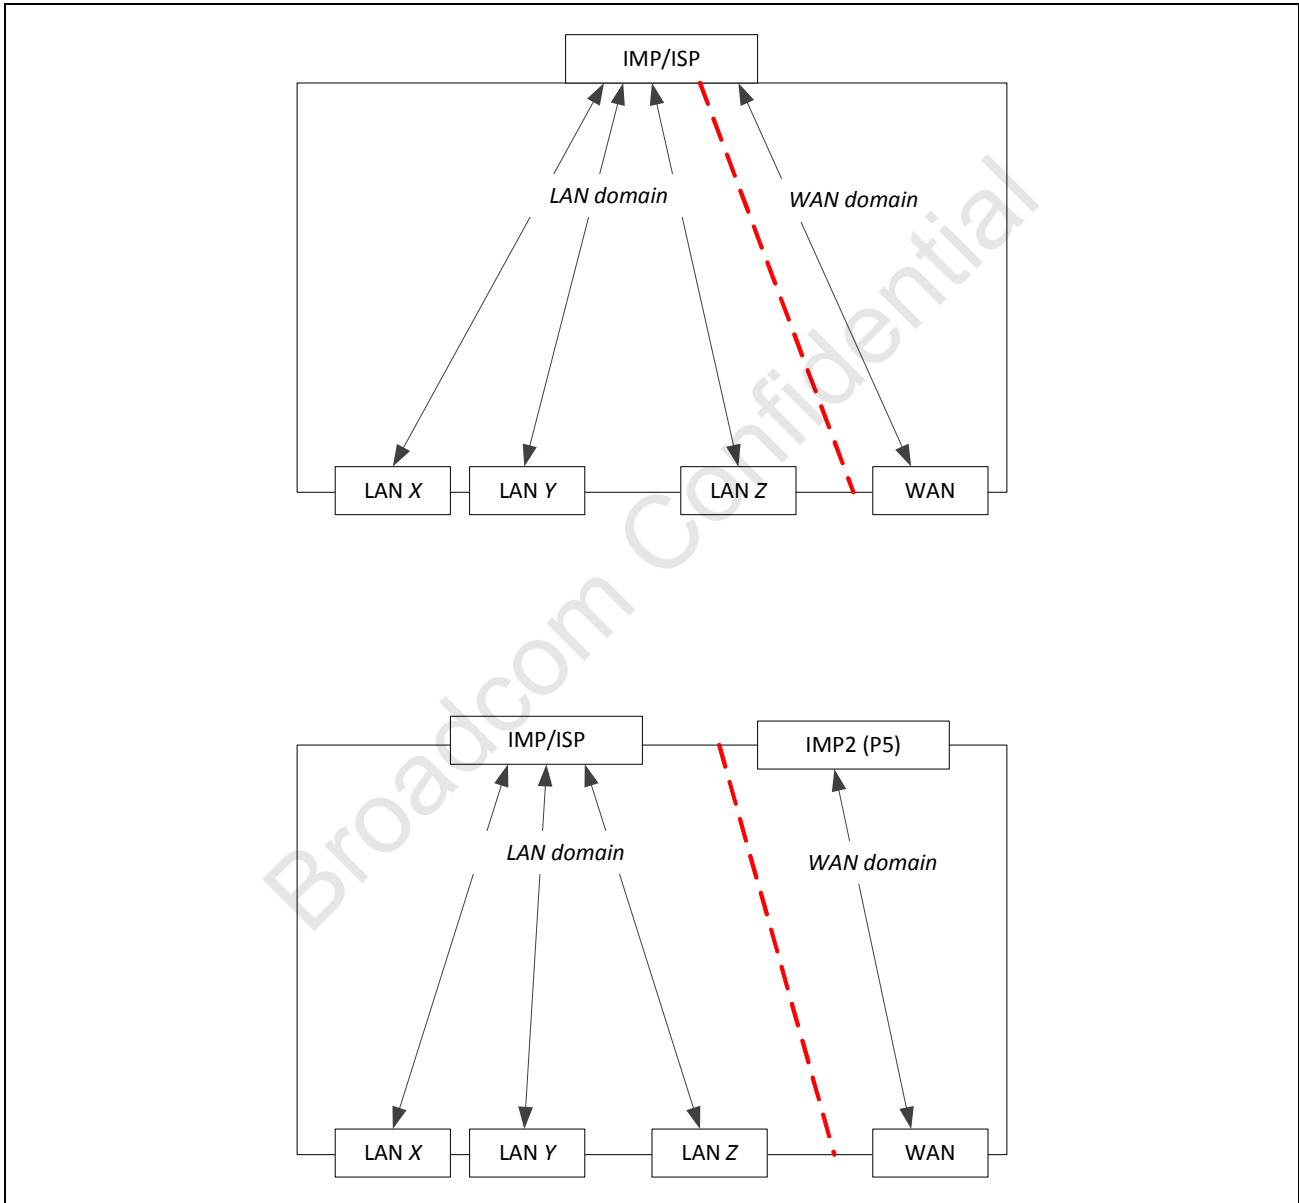 IMP/ISP
LAN domain
WAN domain
LAN X
LAN Y
LAN Z
WAN
Broadcom Confidential
IMP/ISP
IMP2 (P5)
LAN domain
WAN domain
LAN X
LAN Y
LAN Z
WAN